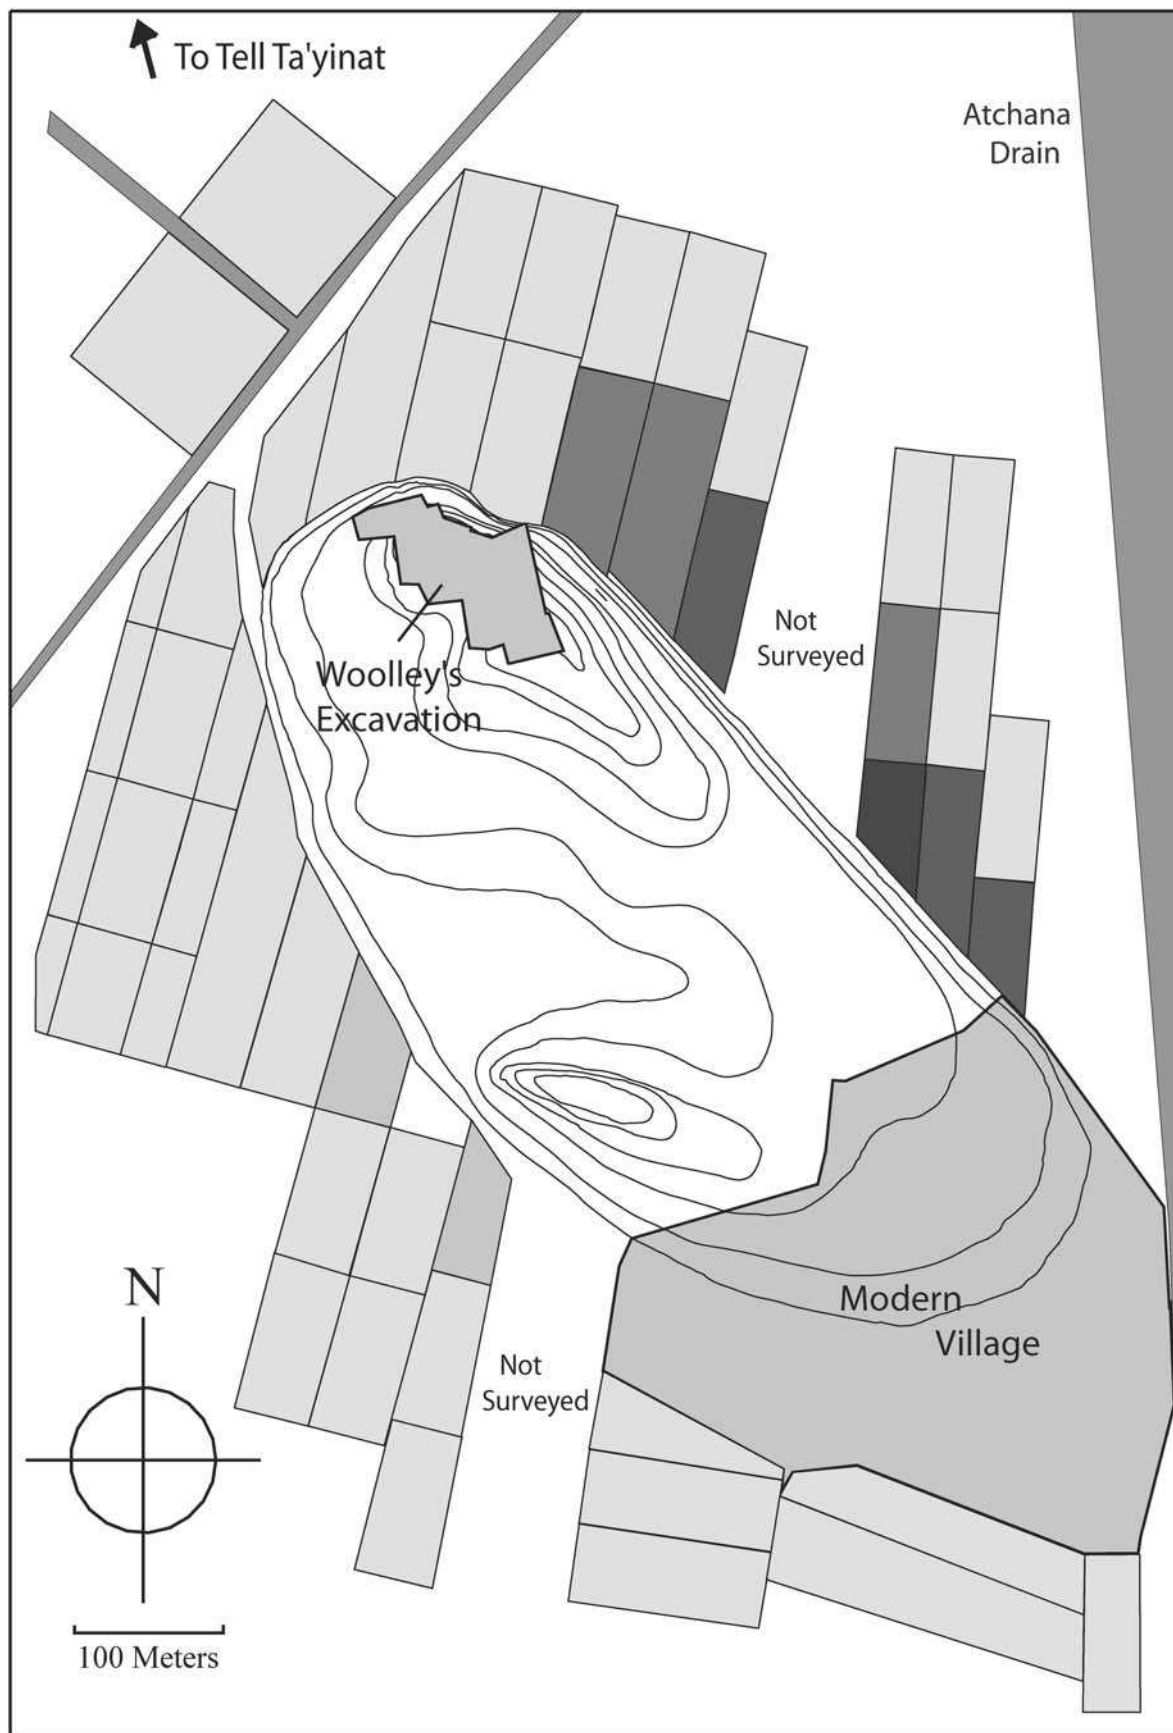 To Tell Ta'yinat
Atchana
Drain
Not
Surveyed
Woolley's
Excavation
Modern
Village
N
Not
Surveyed
100 Meters